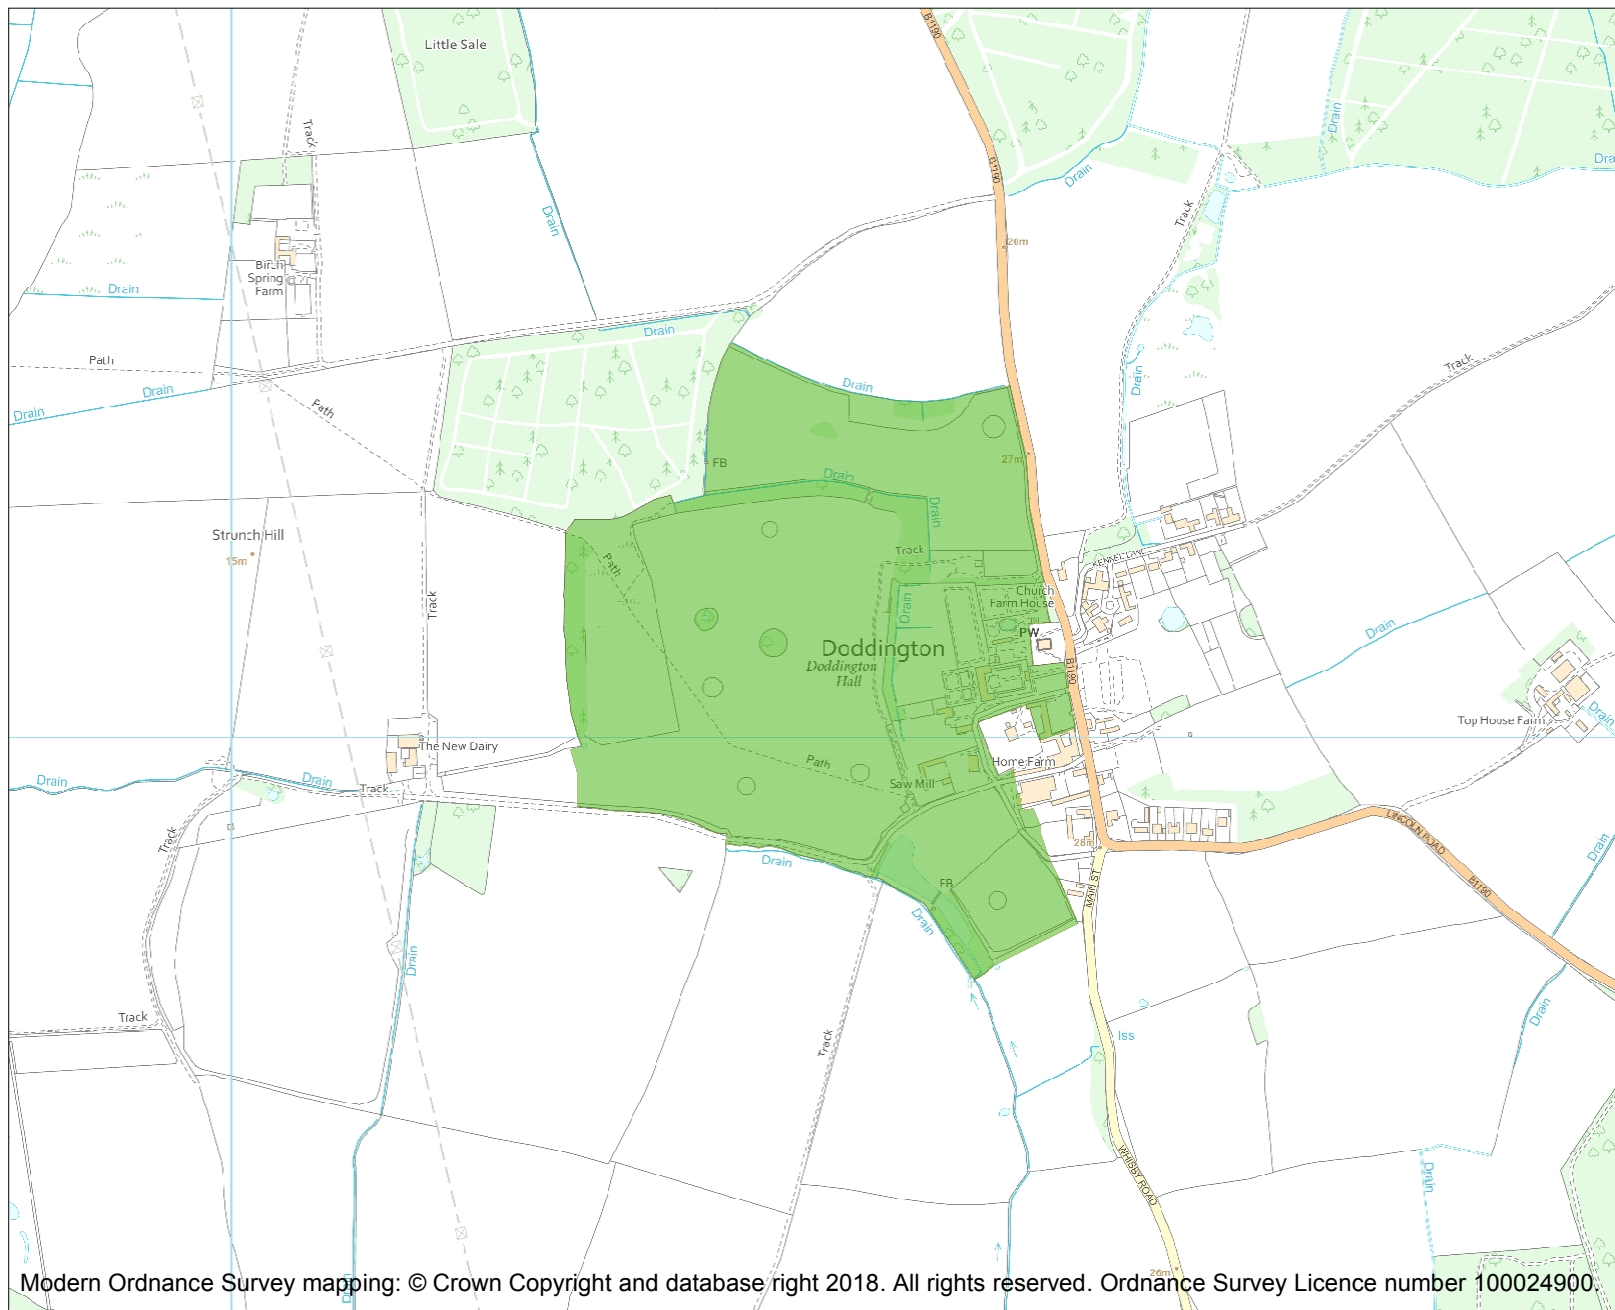 Little Sale
B1190
Track
Drain
Drain
Drain
B1190
Drain
Track
20m
Birch
Spring
Farm
Drain
Drain
Path
Drain
Drain
Path
Drain
Drain
Track
FB
27m
Drain
Drain
Strunch Hill
15m
Track
Path
Track
KENNEL LANE
Church
Farm House
Drain
PW
Drain
Doddington
Doddington
Hall
B1190
Top House Farm
Drain
The New Dairy
Path
Home Farm
Drain
Drain
Track
Saw Mill
LINCOLN ROAD
Track
28m
Drain
Drain
FB
MAIN ST
B1190
Drain
Drain
Track
Track
Iss
Drain
WHISBY ROAD
Drain
26m
Drain
Modern Ordnance Survey mapping: © Crown Copyright and database right 2018. All rights reserved. Ordnance Survey Licence number 100024900.